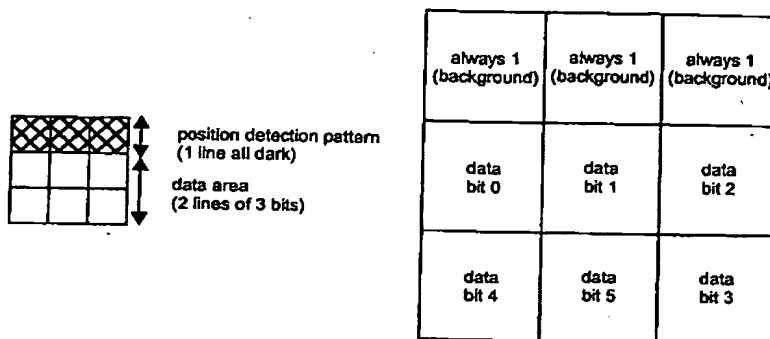 position detection pattern
(1 line all dark)
data area
(2 lines of 3 bits)
always 1
(background)
always 1
(background)
always 1
(background)
data
bit 0
data
bit 1
data
bit 2
data
bit 4
data
bit 5
data
bit 3